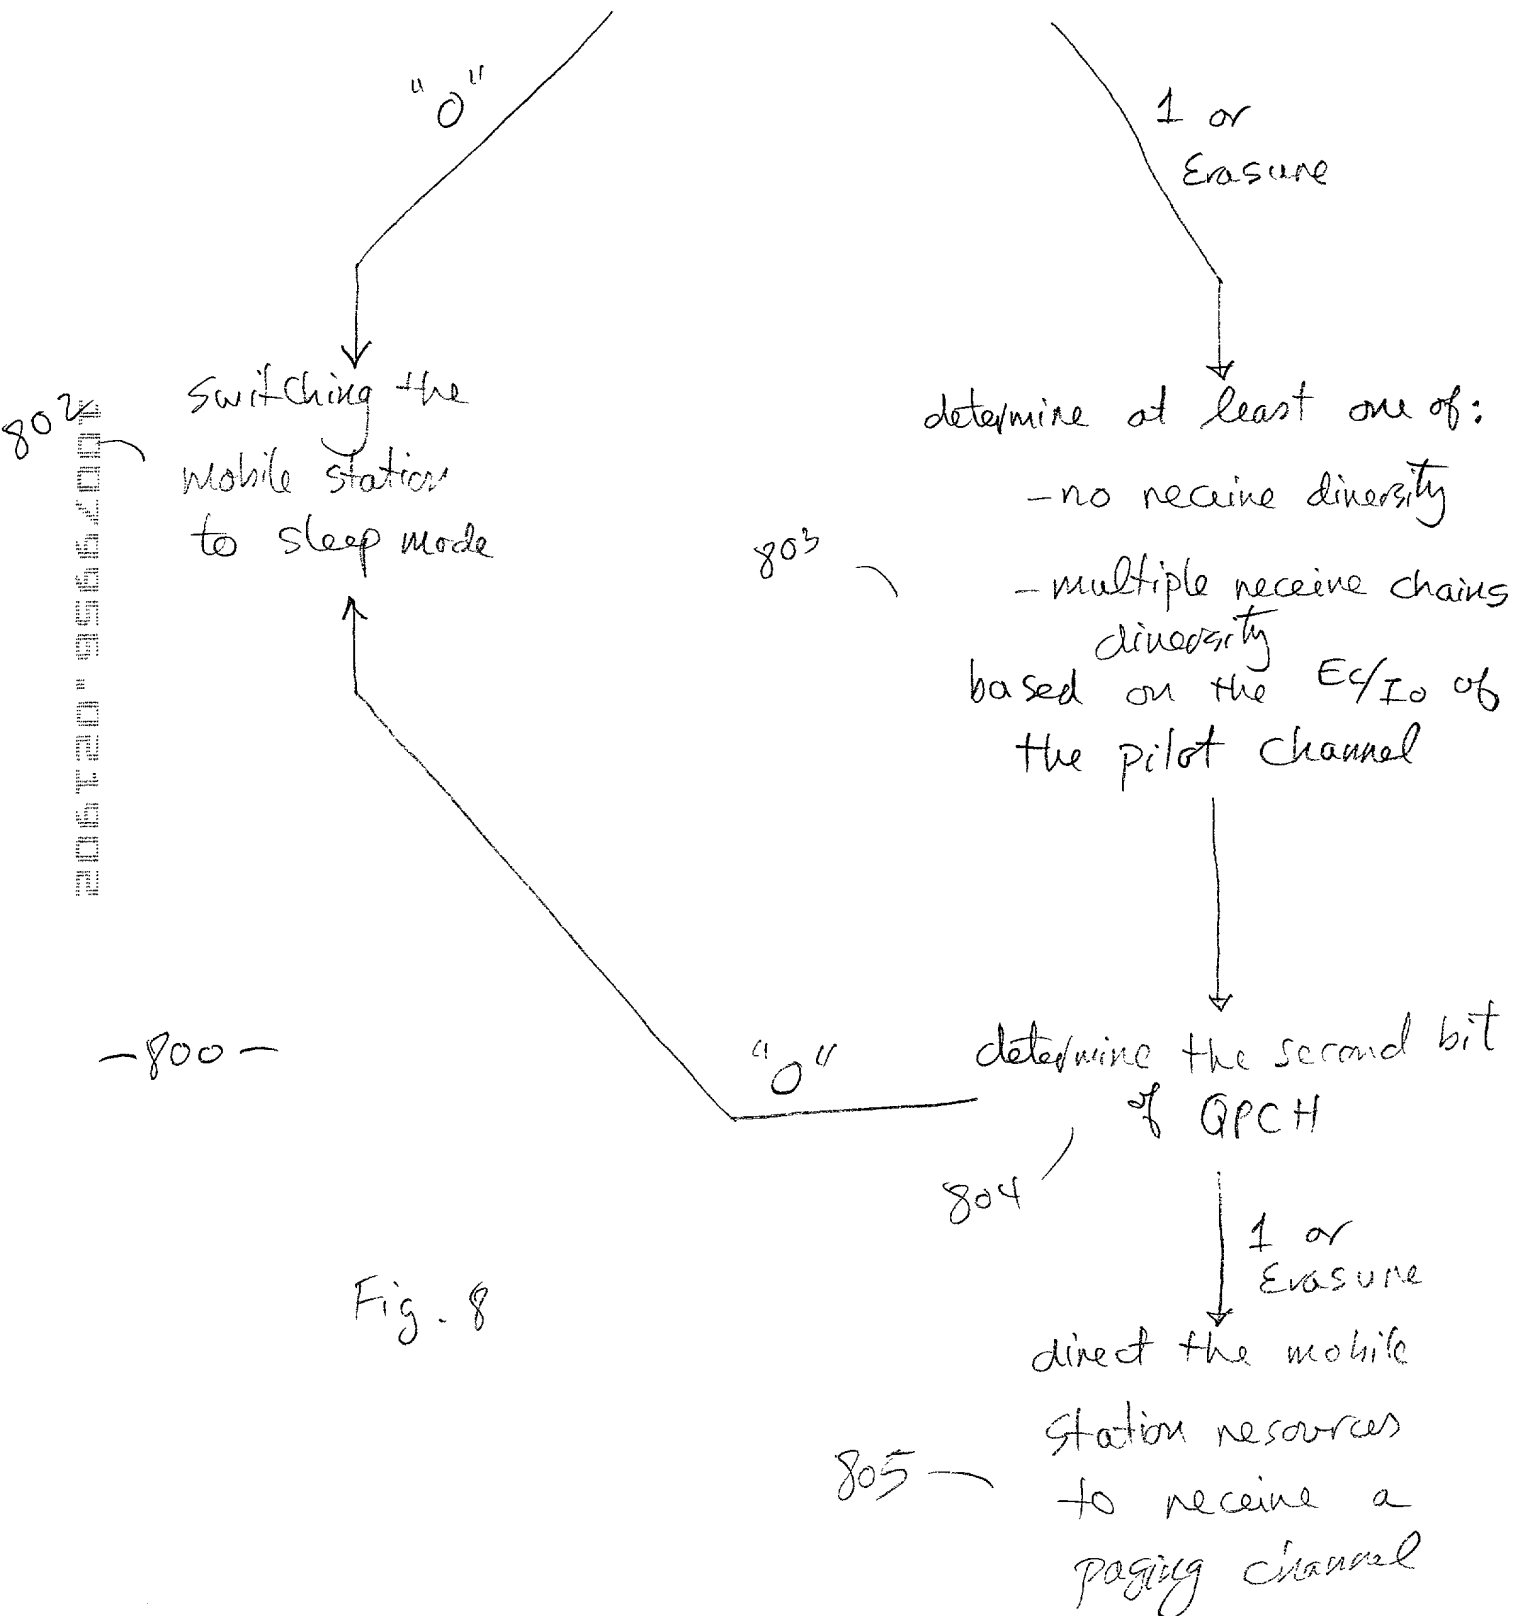 "0"
1 or
Erasure
802
switching the
mobile station
to sleep mode
determine at least one of:
- no receive diversity
803
- multiple receive chains
diversity
based on the Ec/Io of
the pilot channel
- 800 -
"0"
determine the second bit
of QPCH
804
1 or
Erasure
Fig. 8
direct the mobile
station resources
805
to receive a
paging channel